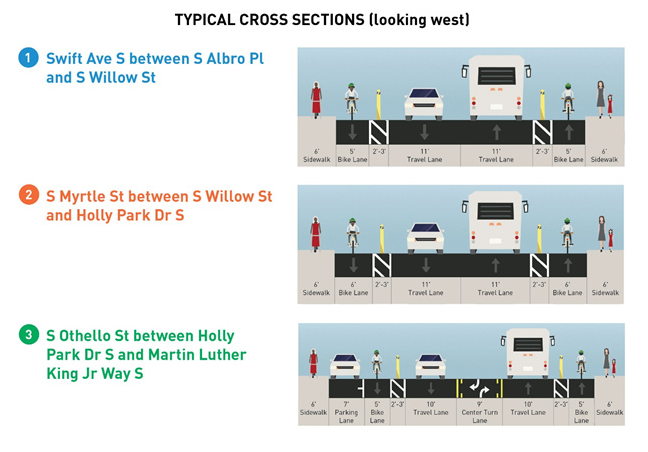 TYPICAL CROSS SECTIONS (looking west)
1 Swift Ave S between S Albro Pl
and S Willow St
6' 5' 2'-3' 11' 11' 2'-3' 5' 6'
Sidewalk Bike Lane Travel Lane Travel Lane Bike Lane Sidewalk
2 S Myrtle St between S Willow St
and Holly Park Dr S
6' 6' 2'-3' 11' 11' 2'-3' 6' 6'
Sidewalk Bike Lane Travel Lane Travel Lane Bike Lane Sidewalk
3 S Othello St between Holly
Park Dr S and Martin Luther
King Jr Way S
6' 7' 5' 2'-3' 10' 9' 10' 2'-3' 5' 6'
Sidewalk Parking Bike Travel Lane Center Turn Travel Lane Bike Sidewalk
Lane Lane Lane Lane